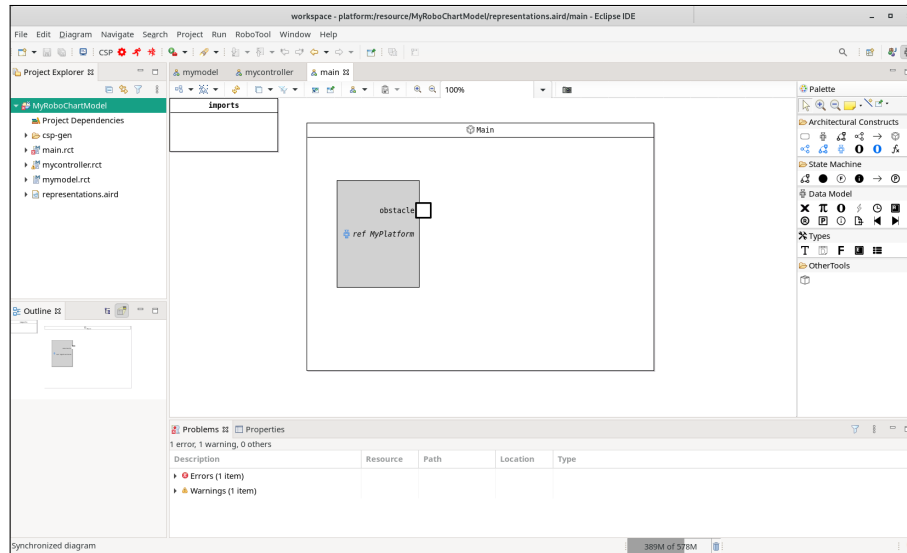 workspace - platform:/resource/MyRoboChartModel/representations.aird/main - Eclipse IDE
File Edit Diagram Navigate Search Project Run RoboTool Window Help
CSP
Project Explorer
mymodel mycontroller main
100%
Palette
MyRoboChartModel
Project Dependencies
csp-gen
main.rct
mycontroller.rct
mymodel.rct
representations.aird
imports
Main
obstacle
ref MyPlatform
Architectural Constructs
State Machine
Data Model
Types
OtherTools
Outline
Problems Properties
1 error, 1 warning, 0 others
Description Resource Path Location Type
Errors (1 item)
Warnings (1 item)
Synchronized diagram
389M of 578M